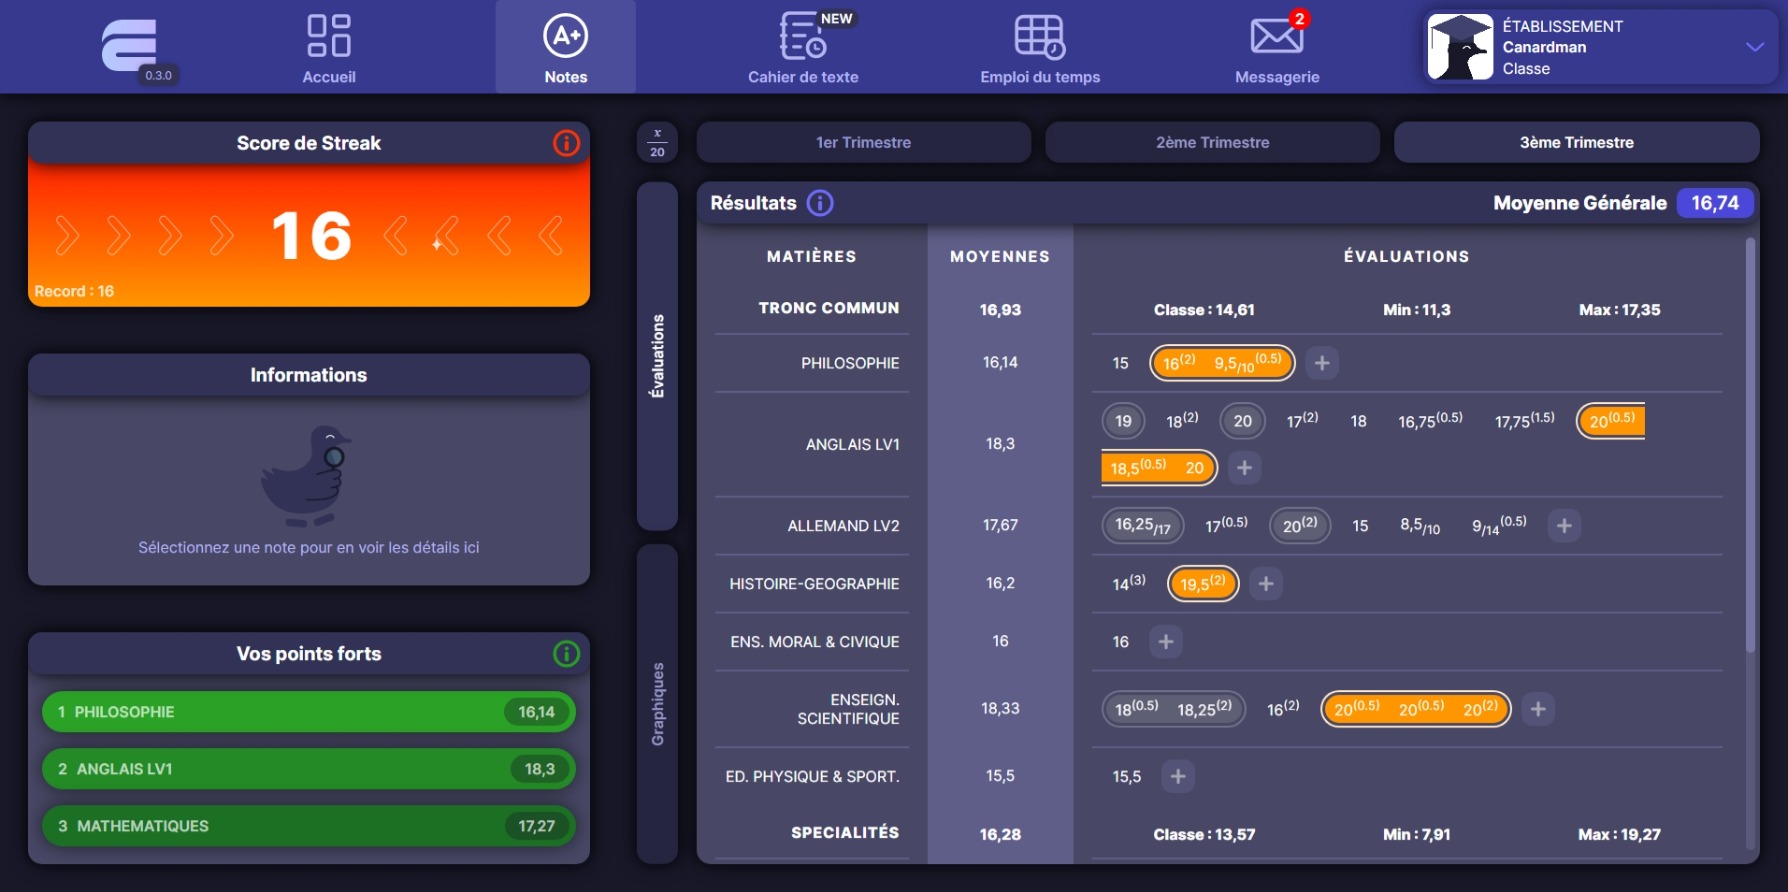 0.3.0
Accueil
A+
Notes
NEW
Cahier de texte
Emploi du temps
2
Messagerie
ÉTABLISSEMENT
Canardman
Classe
Score de Streak
16
Record : 16
Informations
Sélectionnez une note pour en voir les détails ici
Vos points forts
1 PHILOSOPHIE 16,14
2 ANGLAIS LV1 18,3
3 MATHEMATIQUES 17,27
x
20
Évaluations
Graphiques
1er Trimestre 2ème Trimestre 3ème Trimestre
Résultats Moyenne Générale 16,74
MATIÈRES MOYENNES ÉVALUATIONS
TRONC COMMUN 16,93 Classe : 14,61 Min : 11,3 Max : 17,35
PHILOSOPHIE 16,14 15 16(2) 9,5/10(0.5) +
ANGLAIS LV1 18,3 19 18(2) 20 17(2) 18 16,75(0.5) 17,75(1.5) 20(0.5)
18,5(0.5) 20 +
ALLEMAND LV2 17,67 16,25/17 17(0.5) 20(2) 15 8,5/10 9/14(0.5) +
HISTOIRE-GEOGRAPHIE 16,2 14(3) 19,5(2) +
ENS. MORAL & CIVIQUE 16 16 +
ENSEIGN.
SCIENTIFIQUE 18,33 18(0.5) 18,25(2) 16(2) 20(0.5) 20(0.5) 20(2) +
ED. PHYSIQUE & SPORT. 15,5 15,5 +
SPECIALITÉS 16,28 Classe : 13,57 Min : 7,91 Max : 19,27